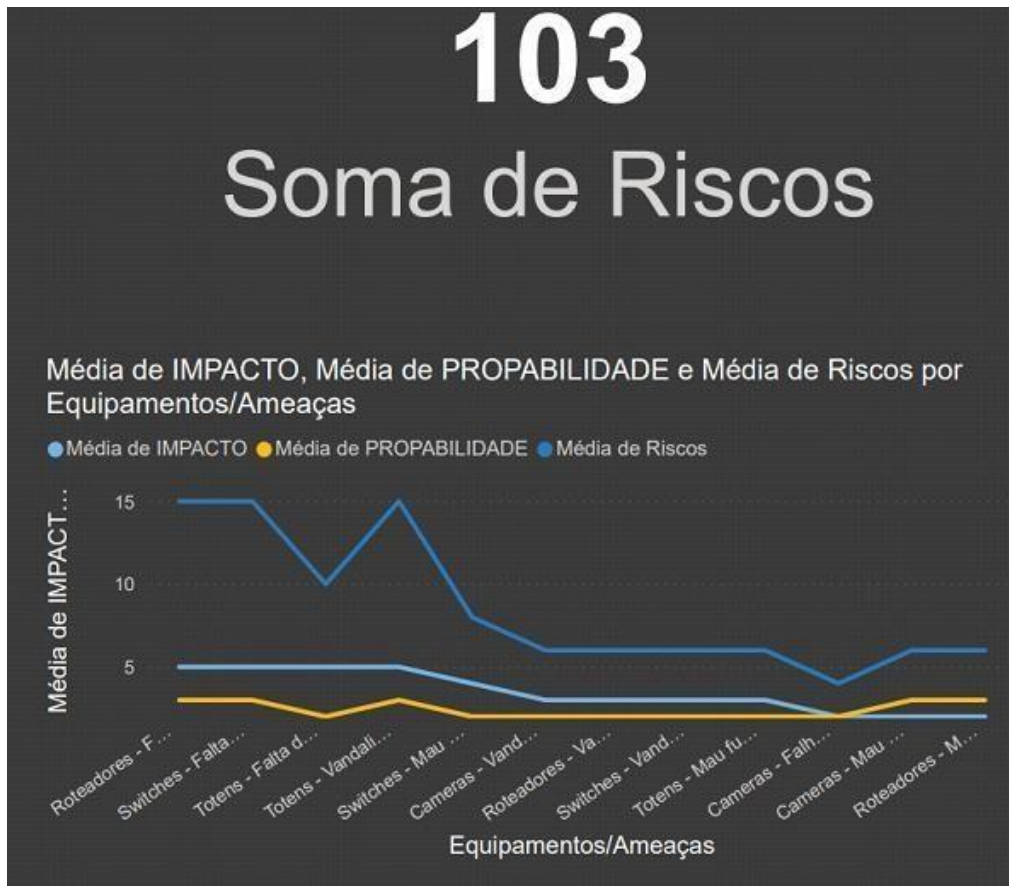 103
Soma de Riscos
Média de IMPACTO, Média de PROPABILIDADE e Média de Riscos por
Equipamentos/Ameaças
Média de IMPACTO Média de PROPABILIDADE Média de Riscos
Média de IMPACT...
15
10
5
Roteadores - F...
Switches - Falta...
Totens - Falta d...
Totens - Vandali...
Switches - Mau ...
Cameras - Vand...
Roteadores - Va...
Switches - Vand...
Totens - Mau fu...
Cameras - Falh...
Cameras - Mau ...
Roteadores - M...
Equipamentos/Ameaças